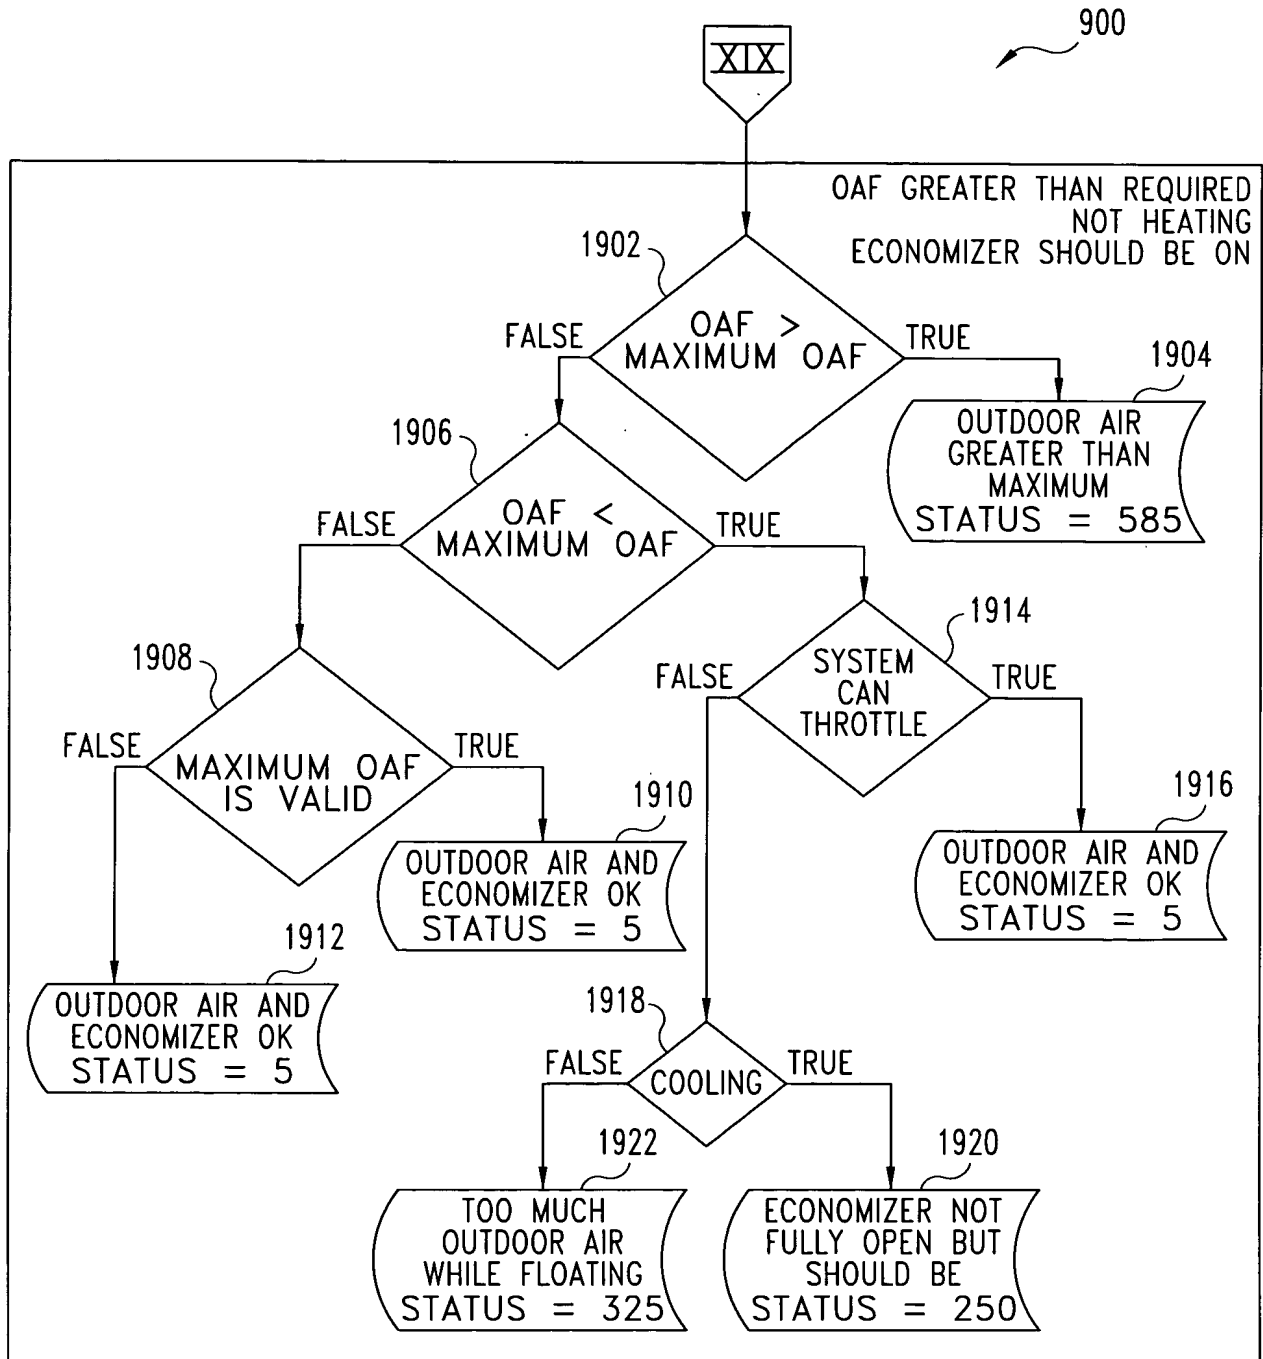 900
XIX
OAF GREATER THAN REQUIRED
NOT HEATING
ECONOMIZER SHOULD BE ON
1902
OAF >
MAXIMUM OAF
FALSE
TRUE
1904
OUTDOOR AIR
GREATER THAN
MAXIMUM
STATUS = 585
1906
OAF <
MAXIMUM OAF
FALSE
TRUE
1908
MAXIMUM OAF
IS VALID
FALSE
TRUE
1910
OUTDOOR AIR AND
ECONOMIZER OK
STATUS = 5
1912
OUTDOOR AIR AND
ECONOMIZER OK
STATUS = 5
1914
SYSTEM
CAN
THROTTLE
FALSE
TRUE
1916
OUTDOOR AIR AND
ECONOMIZER OK
STATUS = 5
1918
COOLING
FALSE
TRUE
1922
TOO MUCH
OUTDOOR AIR
WHILE FLOATING
STATUS = 325
1920
ECONOMIZER NOT
FULLY OPEN BUT
SHOULD BE
STATUS = 250